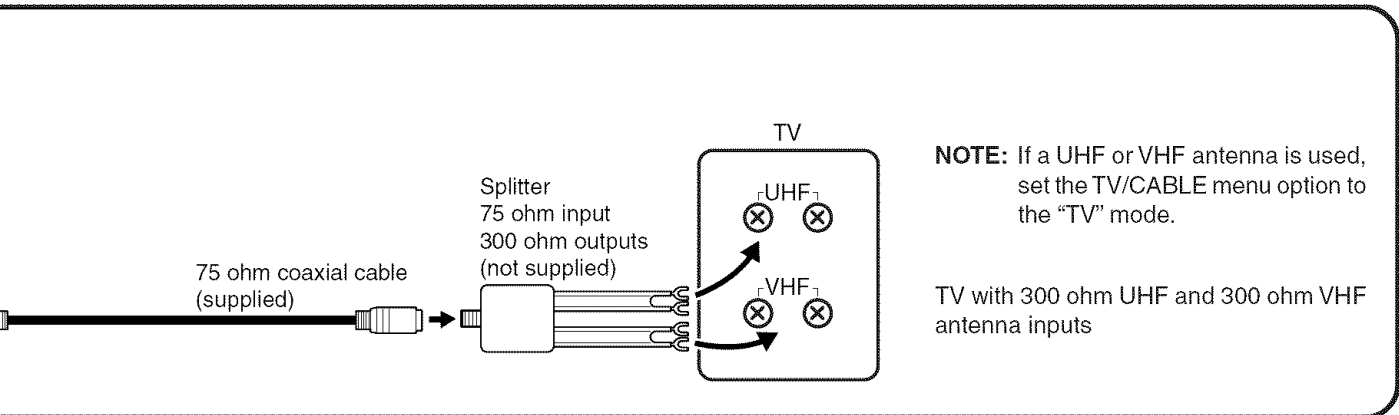 TV
NOTE: If a UHF or VHF antenna is used,
set the TV/CABLE menu option to
the “TV” mode.
Splitter
75 ohm input
300 ohm outputs
(not supplied)
UHF
75 ohm coaxial cable
(supplied)
VHF
TV with 300 ohm UHF and 300 ohm VHF
antenna inputs